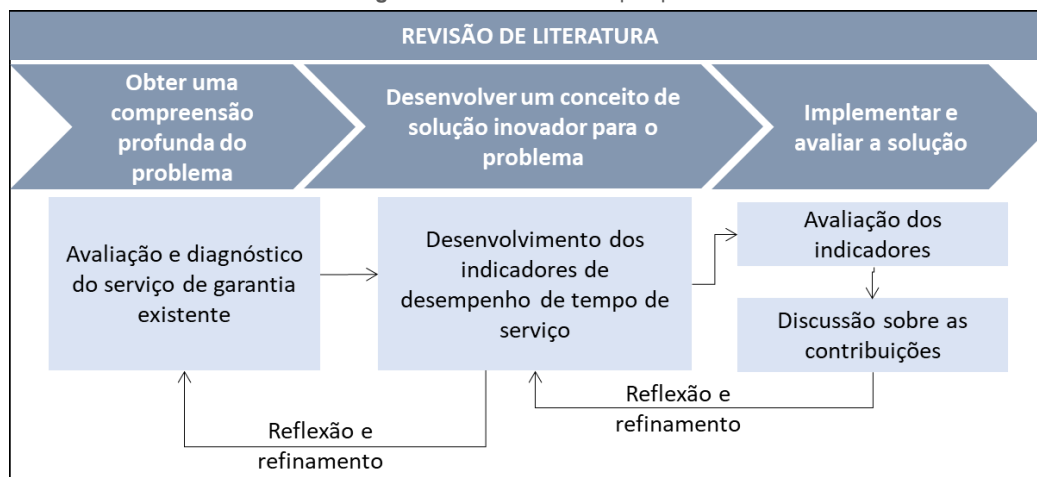 REVISÃO DE LITERATURA
Obter uma
compreensão
profunda do
problema
Desenvolver um conceito de
solução inovador para o
problema
Implementar e
avaliar a solução
Avaliação e diagnóstico
do serviço de garantia
existente
Desenvolvimento dos
indicadores de
desempenho de tempo de
serviço
Avaliação dos
indicadores
Discussão sobre as
contribuições
Reflexão e
refinamento
Reflexão e
refinamento